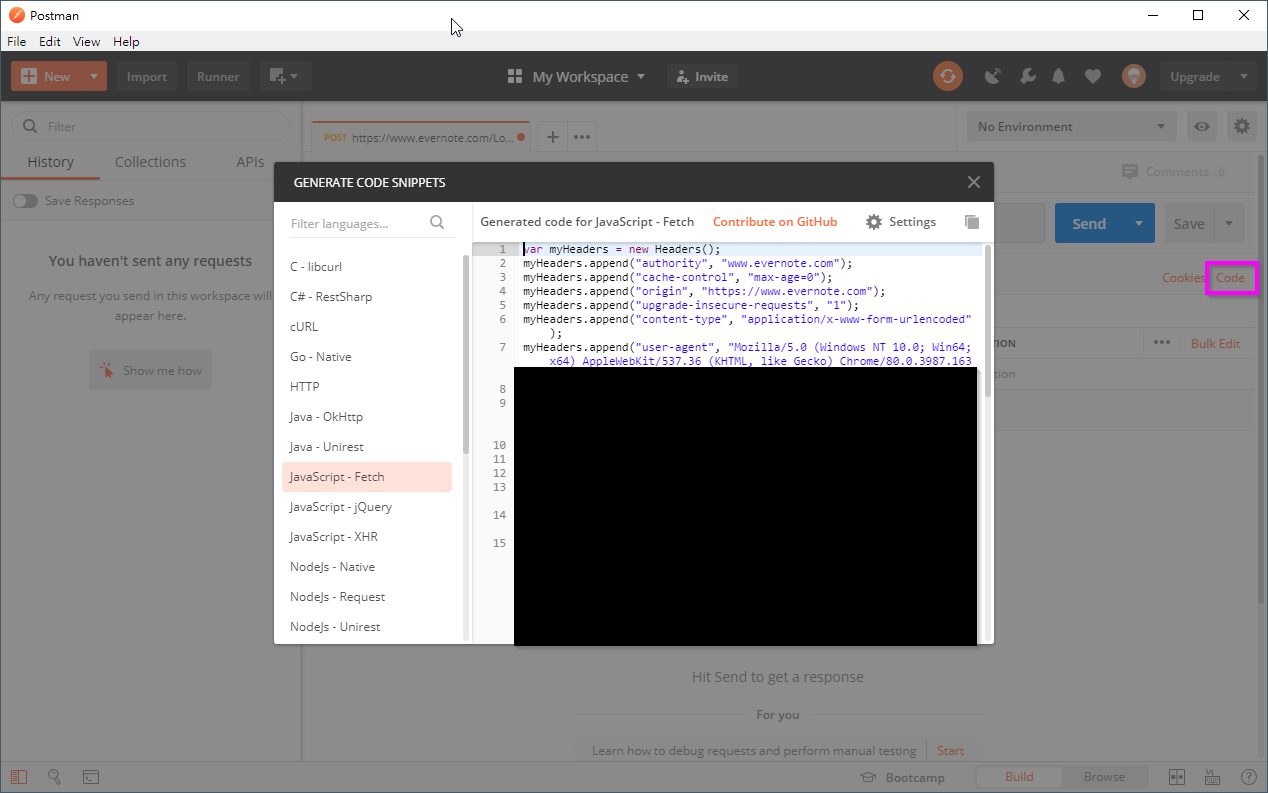 Postman
File Edit View Help
New Import Runner My Workspace Invite Upgrade
Filter
POST https://www.evernote.com/Lo...
No Environment
History Collections APIs
Save Responses
Comments 0
You haven't sent any requests
Any request you send in this workspace will
appear here.
Show me how
Send Save
Cookies Code
TION
Bulk Edit
tion
GENERATE CODE SNIPPETS
Filter languages...
Generated code for JavaScript - Fetch Contribute on GitHub Settings
C - libcurl
C# - RestSharp
cURL
Go - Native
HTTP
Java - OkHttp
Java - Unirest
JavaScript - Fetch
JavaScript - jQuery
JavaScript - XHR
NodeJs - Native
NodeJs - Request
NodeJs - Unirest
1 var myHeaders = new Headers();
2 myHeaders.append("authority", "www.evernote.com");
3 myHeaders.append("cache-control", "max-age=0");
4 myHeaders.append("origin", "https://www.evernote.com");
5 myHeaders.append("upgrade-insecure-requests", "1");
6 myHeaders.append("content-type", "application/x-www-form-urlencoded"
);
7 myHeaders.append("user-agent", "Mozilla/5.0 (Windows NT 10.0; Win64;
x64) AppleWebKit/537.36 (KHTML, like Gecko) Chrome/80.0.3987.163
8
9
10
11
12
13
14
15
Hit Send to get a response
For you
Learn how to debug requests and perform manual testing Start
Bootcamp Build Browse